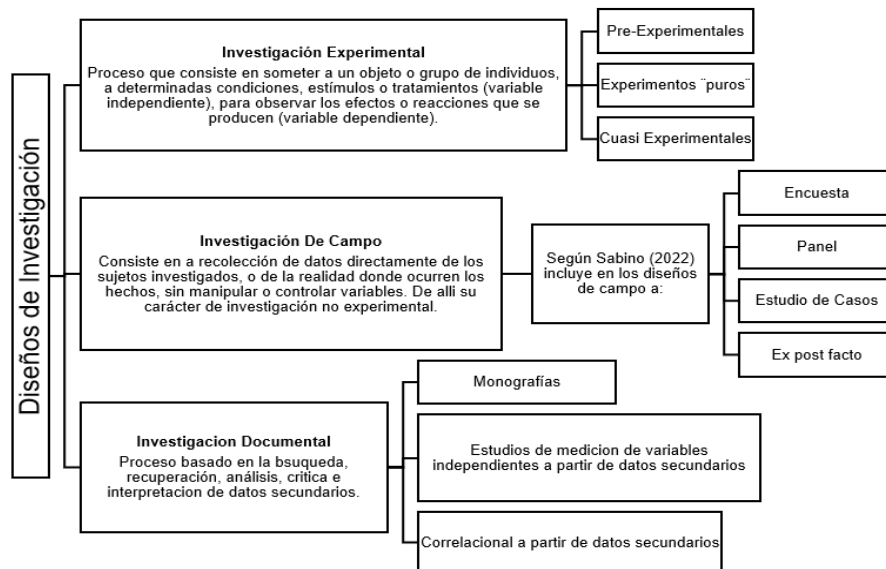 Diseños de Investigación
Investigación Experimental
Proceso que consiste en someter a un objeto o grupo de individuos,
a determinadas condiciones, estímulos o tratamientos (variable
independiente), para observar los efectos o reacciones que se
producen (variable dependiente).
Pre-Experimentales
Experimentos ¨puros¨
Cuasi Experimentales
Investigación De Campo
Consiste en a recolección de datos directamente de los
sujetos investigados, o de la realidad donde ocurren los
hechos, sin manipular o controlar variables. De alli su
carácter de investigación no experimental.
Según Sabino (2022)
incluye en los diseños
de campo a:
Encuesta
Panel
Estudio de Casos
Ex post facto
Investigacion Documental
Proceso basado en la bsuqueda,
recuperación, análisis, critica e
interpretacion de datos secundarios.
Monografías
Estudios de medicion de variables
independientes a partir de datos secundarios
Correlacional a partir de datos secundarios